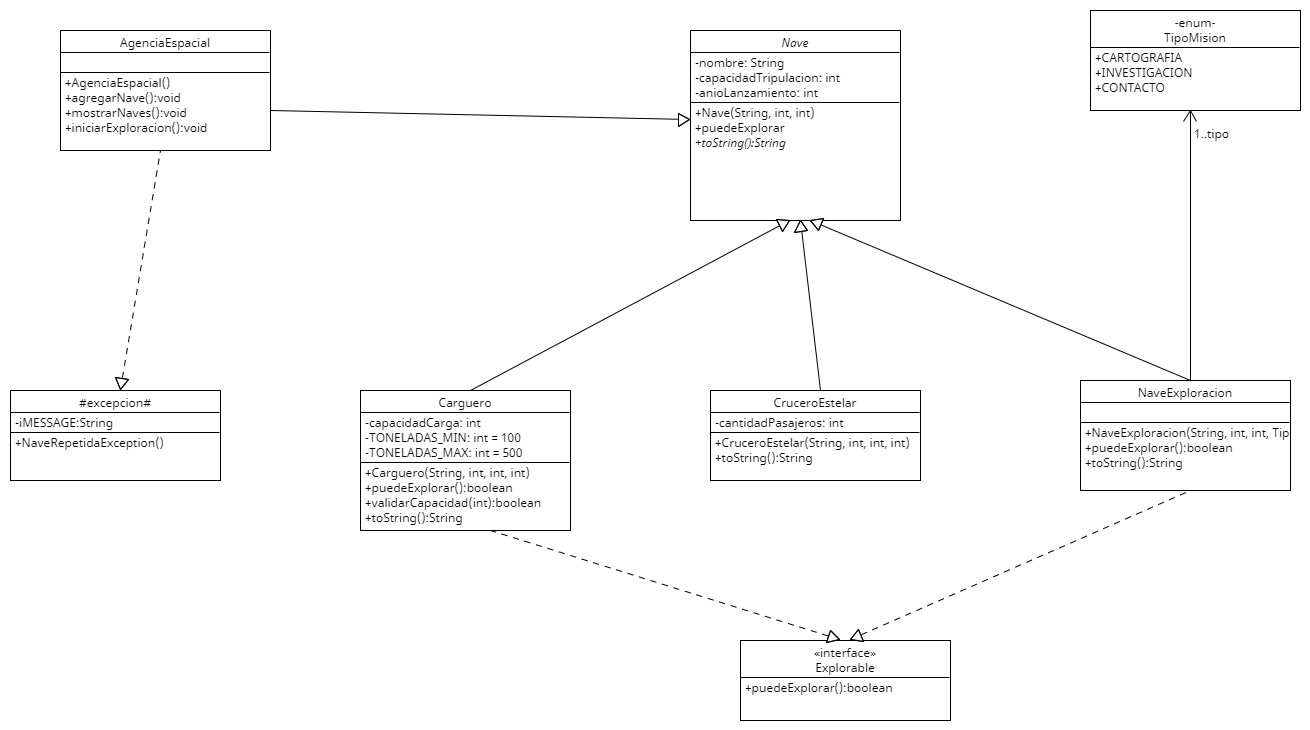 AgenciaEspacial
+AgenciaEspacial()
+agregarNave():void
+mostrarNaves():void
+iniciarExploracion():void
Nave
-nombre: String
-capacidadTripulacion: int
-anioLanzamiento: int
+Nave(String, int, int)
+puedeExplorar
+toString():String
-enum-
TipoMision
+CARTOGRAFIA
+INVESTIGACION
+CONTACTO
1..tipo
#excepcion#
-iMESSAGE:String
+NaveRepetidaException()
Carguero
-capacidadCarga: int
-TONELADAS_MIN: int = 100
-TONELADAS_MAX: int = 500
+Carguero(String, int, int, int)
+puedeExplorar():boolean
+validarCapacidad(int):boolean
+toString():String
CruceroEstelar
-cantidadPasajeros: int
+CruceroEstelar(String, int, int, int)
+toString():String
NaveExploracion
+NaveExploracion(String, int, int, Tip
+puedeExplorar():boolean
+toString():String
«interface»
Explorable
+puedeExplorar():boolean